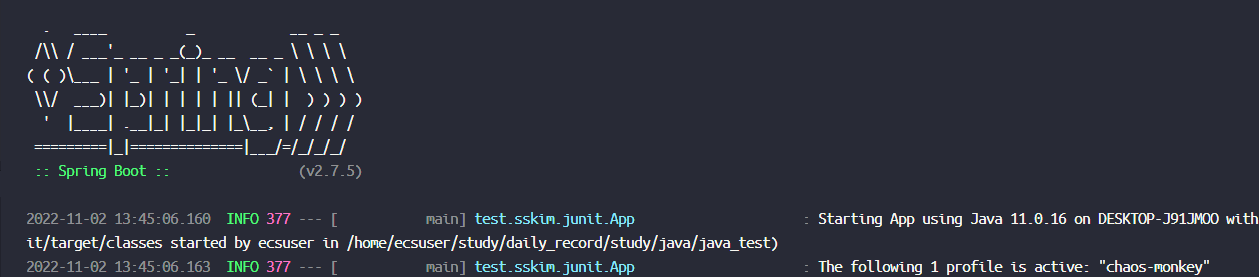 .   ____          _            __ _ _
 /\\ / ___'_ __ _ _(_)_ __  __ _ \ \ \ \
( ( )\___ | '_ | '_| | '_ \/ _` | \ \ \ \
 \\/  ___)| |_)| | | | | || (_| |  ) ) ) )
  '  |____| .__|_| |_|_| |_\__, | / / / /
 =========|_|==============|___/=/_/_/_/
 :: Spring Boot ::                (v2.7.5)
2022-11-02 13:45:06.160  INFO 377 --- [           main] test.sskim.junit.App                     : Starting App using Java 11.0.16 on DESKTOP-J91JMOO with
it/target/classes started by ecsuser in /home/ecsuser/study/daily_record/study/java/java_test)
2022-11-02 13:45:06.163  INFO 377 --- [           main] test.sskim.junit.App                     : The following 1 profile is active: "chaos-monkey"